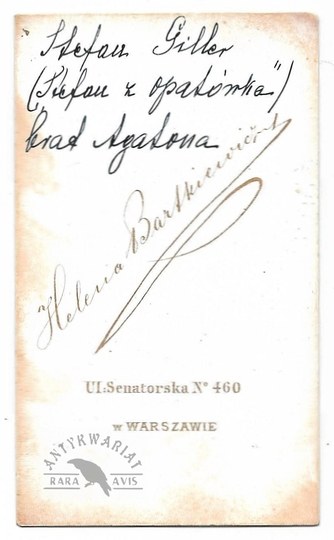 Stefan Giller
("Stefan z Opatówka")
brat Agatona
Helena Bartkiewicz
Ul: Senatorska No 460
w WARSZAWIE
ANTYKWARIAT
RARA AVIS